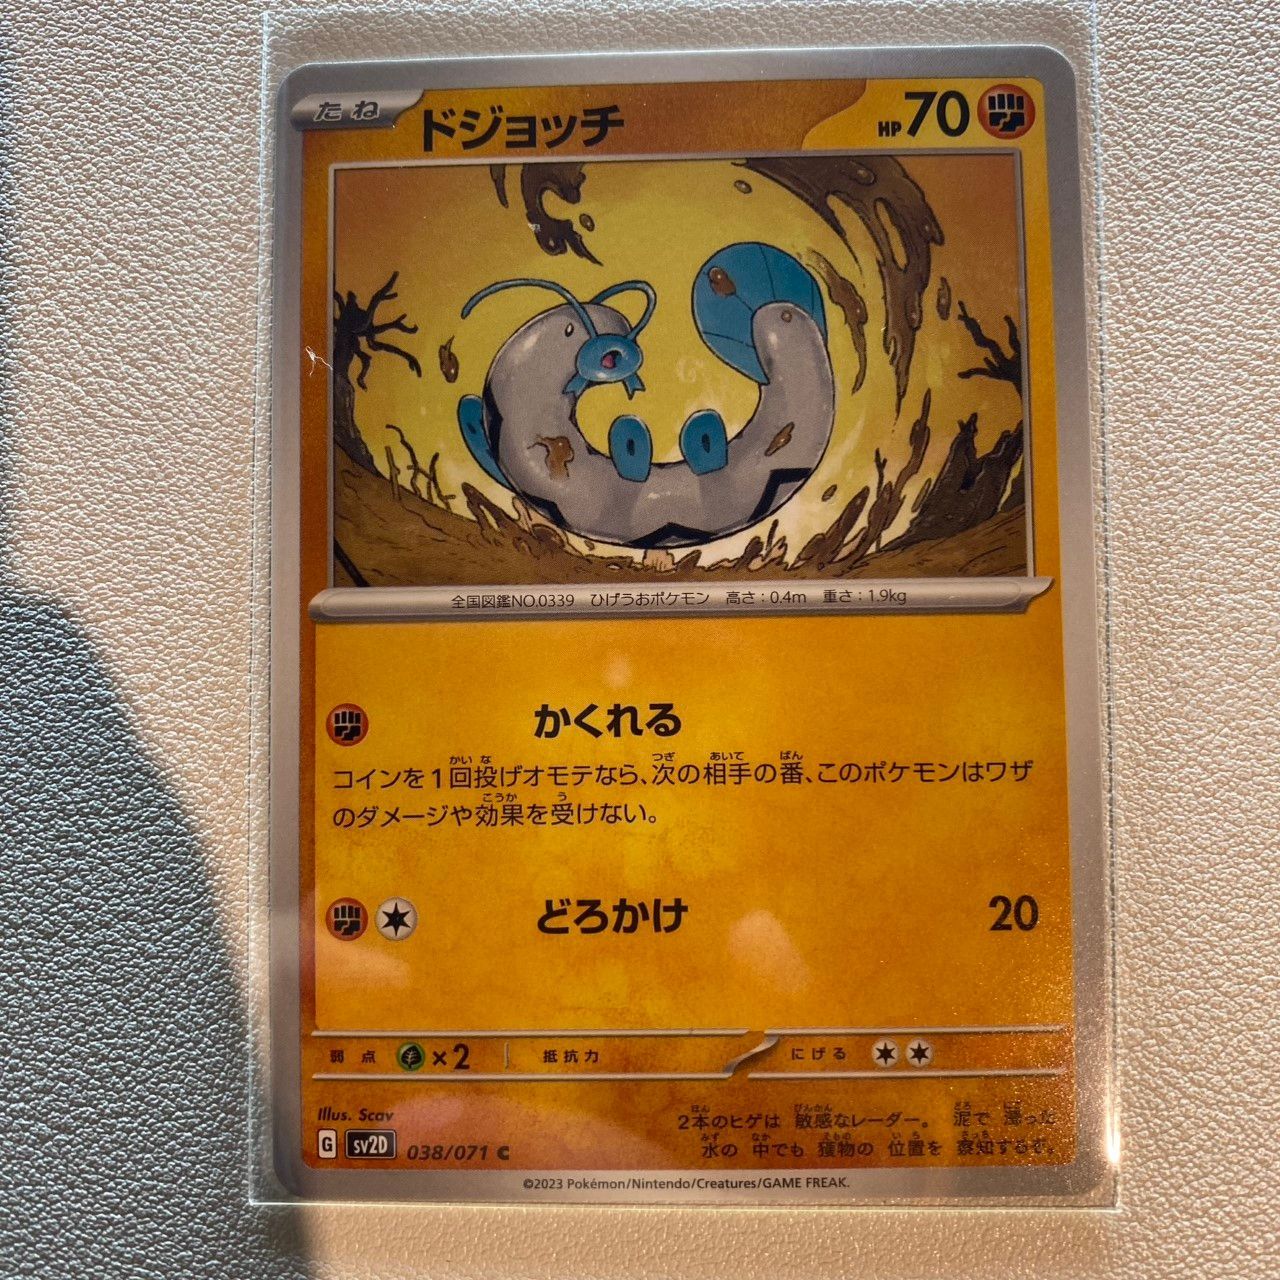 たね
ドジョッチ
HP 70
全国図鑑NO.0339 ひげうおポケモン 高さ:0.4m 重さ:1.9kg
かくれる
コインを1回投げオモテなら、次の相手の番、このポケモンはワザ
のダメージや効果を受けない。
どろかけ 20
弱点 ×2 抵抗力 にげる
Illus. Scav
2本のヒゲは 敏感なレーダー。 泥で 濁った
水の 中でも 獲物の 位置を 察知するぞ。
G sv2D 038/071 C
©2023 Pokémon/Nintendo/Creatures/GAME FREAK.